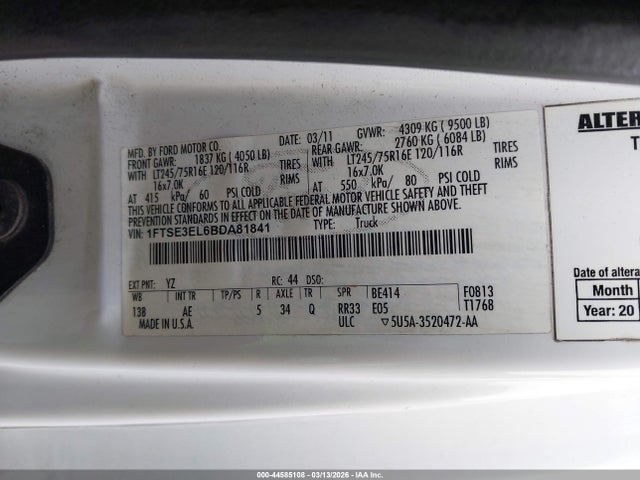 MFD. BY FORD MOTOR CO.
DATE: 03/11 GVWR: 4309 KG ( 9500 LB)
FRONT GAWR: 1837 KG ( 4050 LB) REAR GAWR: 2760 KG ( 6084 LB)
WITH LT245/75R16E 120/116R TIRES WITH LT245/75R16E 120/116R TIRES
16x7.0K RIMS 16x7.0K RIMS
AT 415 kPa/ 60 PSI COLD AT 550 kPa/ 80 PSI COLD
THIS VEHICLE CONFORMS TO ALL APPLICABLE FEDERAL MOTOR VEHICLE SAFETY AND THEFT
PREVENTION STANDARDS IN EFFECT ON THE DATE OF MANUFACTURE SHOWN ABOVE.
VIN: 1FTSE3EL6BDA81841 TYPE: Truck
EXT PNT: YZ RC: 44 DSO:
WB INT TR TP/PS R AXLE TR SPR BE414 F0813
138 AE 5 34 Q RR33 E05 T1768
MADE IN U.S.A. ULC ▽5U5A-3520472-AA
ALTER
T
Date of altera
Month
Year: 20
000-44585108 - 03/13/2026 - IAA Inc.